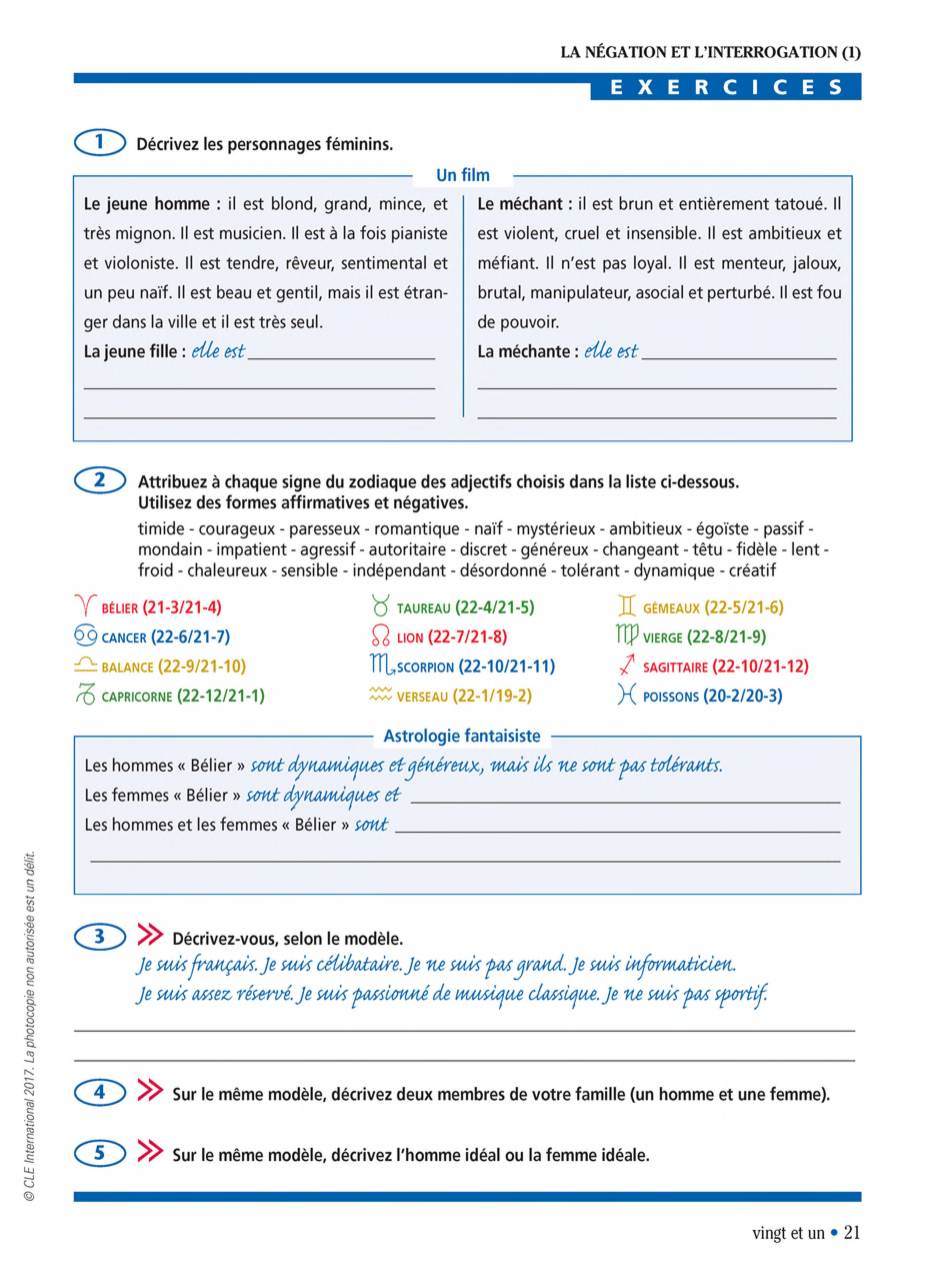 LA NÉGATION ET L'INTERROGATION (1)
EXERCICES
1 Décrivez les personnages féminins.
Un film
Le jeune homme : il est blond, grand, mince, et
très mignon. Il est musicien. Il est à la fois pianiste
et violoniste. Il est tendre, rêveur, sentimental et
un peu naïf. Il est beau et gentil, mais il est étran-
ger dans la ville et il est très seul.
La jeune fille : elle est
Le méchant : il est brun et entièrement tatoué. Il
est violent, cruel et insensible. Il est ambitieux et
méfiant. Il n'est pas loyal. Il est menteur, jaloux,
brutal, manipulateur, asocial et perturbé. Il est fou
de pouvoir.
La méchante : elle est
2 Attribuez à chaque signe du zodiaque des adjectifs choisis dans la liste ci-dessous.
Utilisez des formes affirmatives et négatives.
timide - courageux - paresseux - romantique - naïf - mystérieux - ambitieux - égoïste - passif -
mondain - impatient - agressif - autoritaire - discret - généreux - changeant - têtu - fidèle - lent -
froid - chaleureux - sensible - indépendant - désordonné - tolérant - dynamique - créatif
♈ BÉLIER (21-3/21-4) ♉ TAUREAU (22-4/21-5) ♊ GÉMEAUX (22-5/21-6)
♋ CANCER (22-6/21-7) ♌ LION (22-7/21-8) ♍ VIERGE (22-8/21-9)
♎ BALANCE (22-9/21-10) ♏ SCORPION (22-10/21-11) ♐ SAGITTAIRE (22-10/21-12)
♑ CAPRICORNE (22-12/21-1) ♒ VERSEAU (22-1/19-2) ♓ POISSONS (20-2/20-3)
Astrologie fantaisiste
Les hommes « Bélier » sont dynamiques et généreux, mais ils ne sont pas tolérants.
Les femmes « Bélier » sont dynamiques et
Les hommes et les femmes « Bélier » sont
3 Décrivez-vous, selon le modèle.
Je suis français. Je suis célibataire. Je ne suis pas grand. Je suis informaticien.
Je suis assez réservé. Je suis passionné de musique classique. Je ne suis pas sportif.
4 Sur le même modèle, décrivez deux membres de votre famille (un homme et une femme).
5 Sur le même modèle, décrivez l'homme idéal ou la femme idéale.
© CLE International 2017. La photocopie non autorisée est un délit.
vingt et un • 21